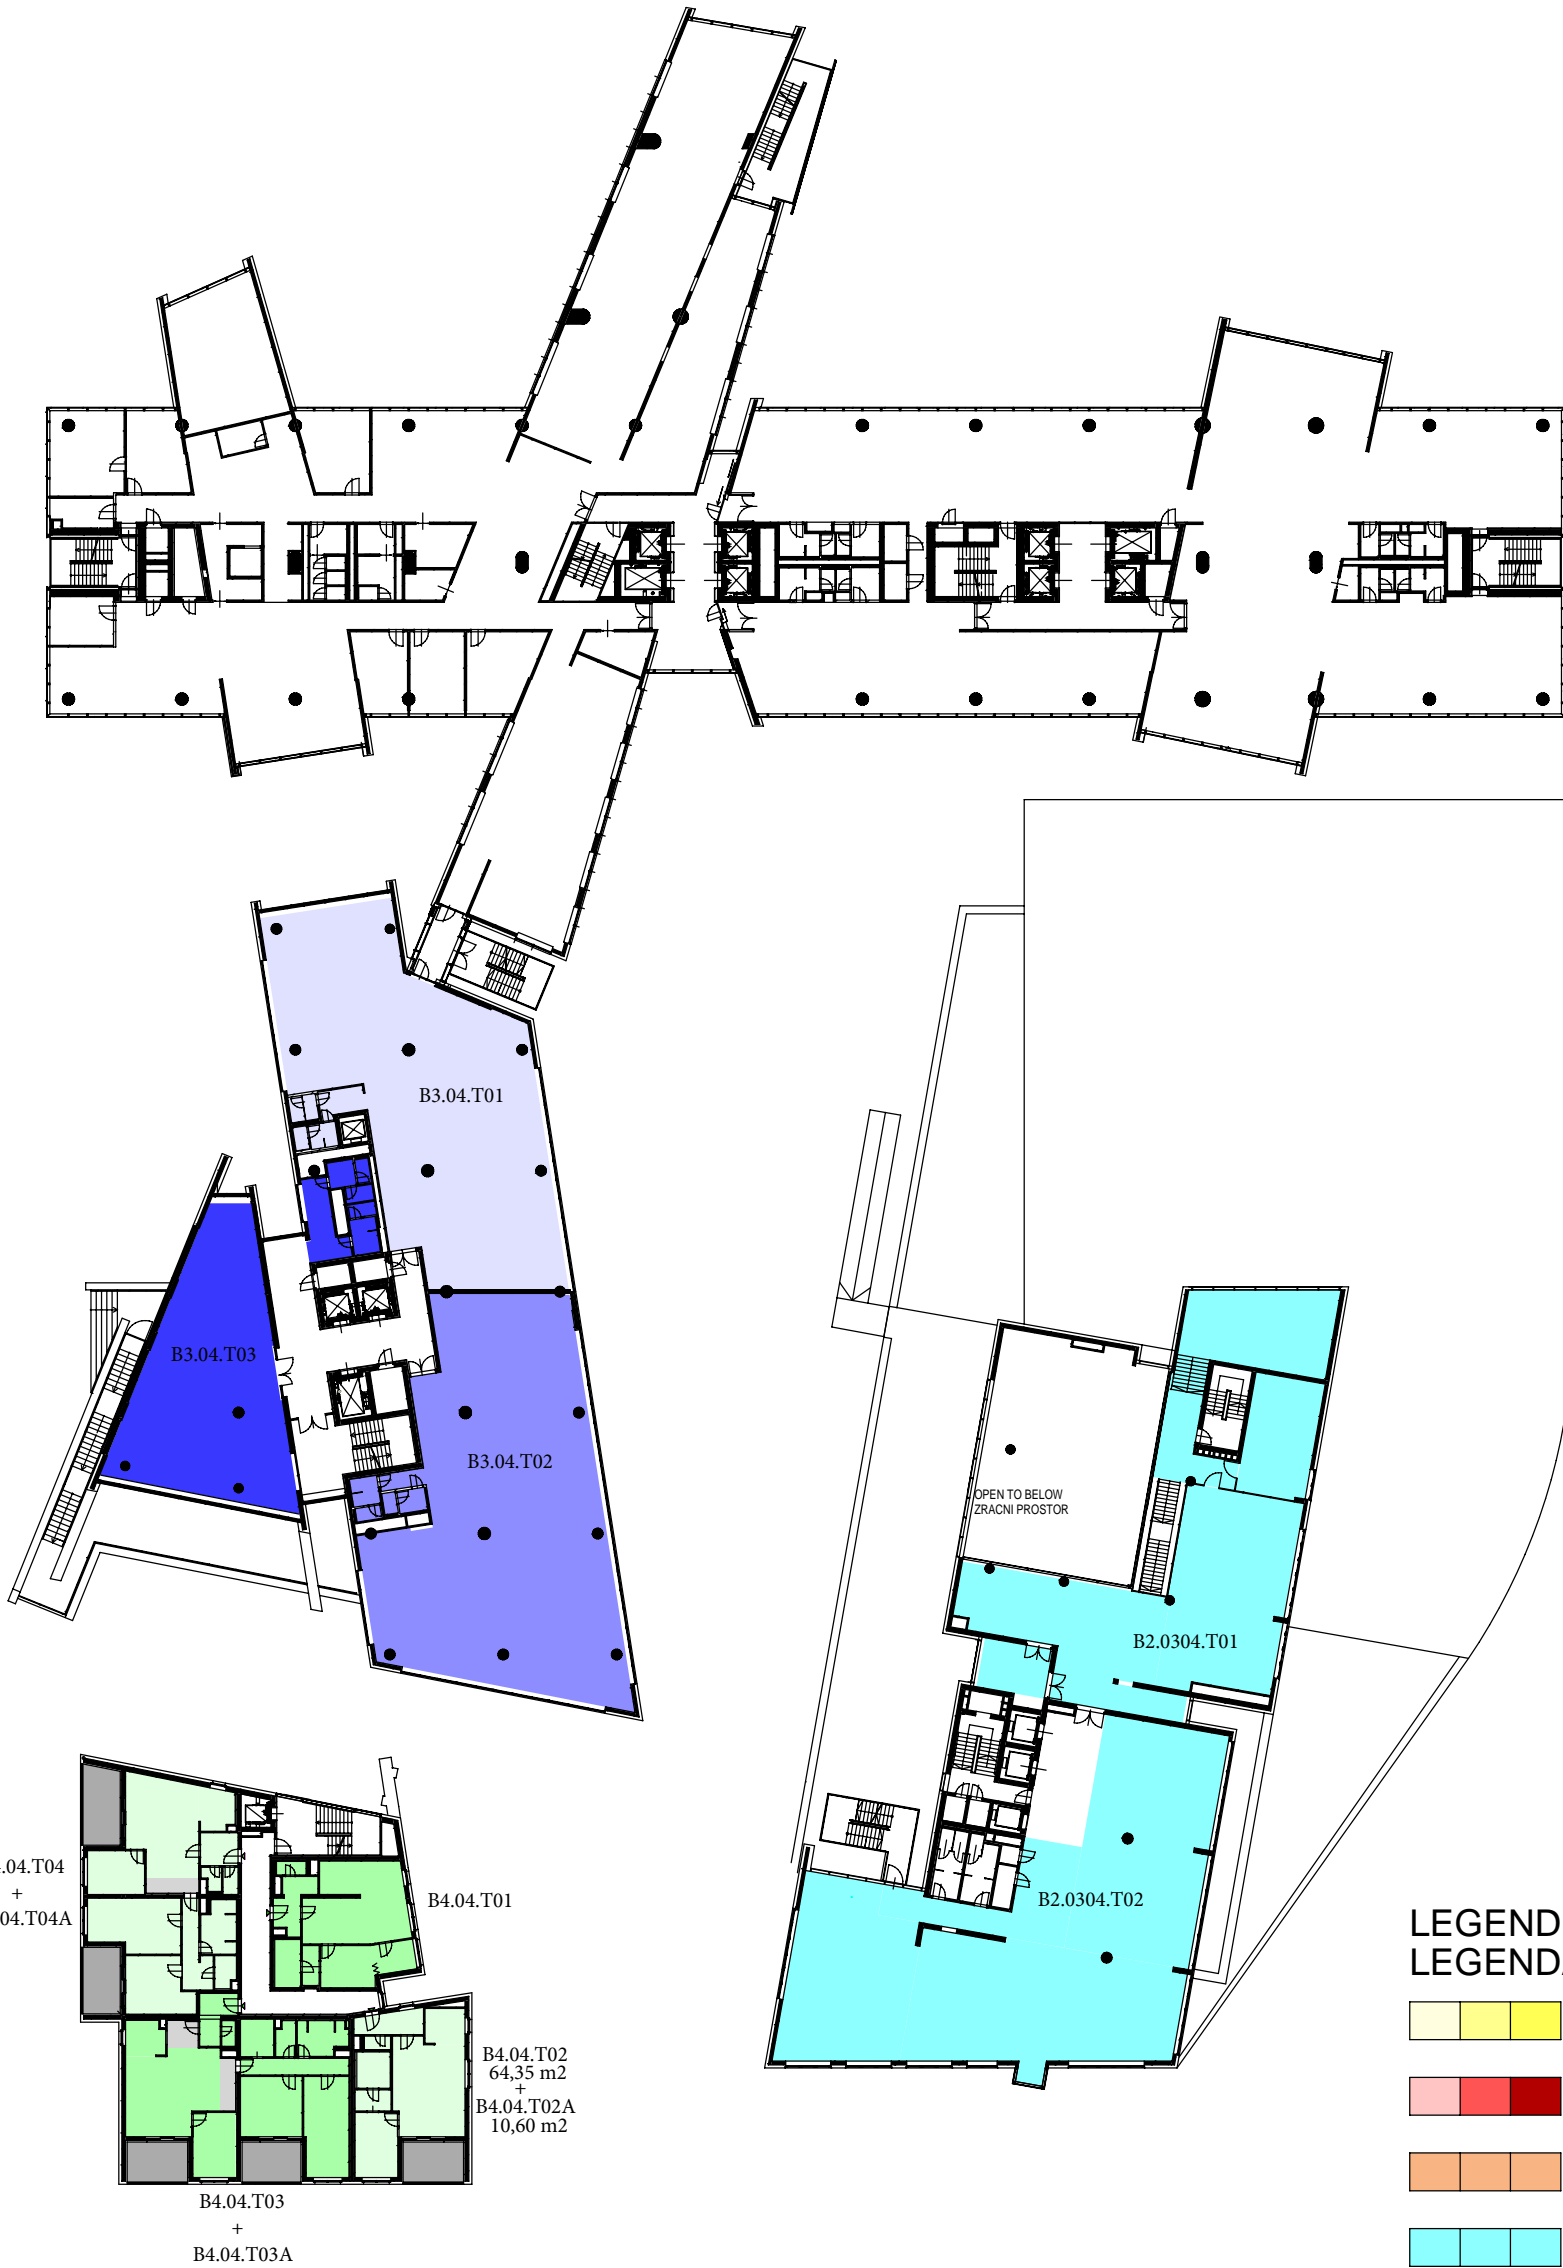 B3.04.T01
B3.04.T03
B3.04.T02
OPEN TO BELOW
ZRACNI PROSTOR
B2.0304.T01
B2.0304.T02
.04.T04
+
04.T04A
B4.04.T01
B4.04.T02
64,35 m2
+
B4.04.T02A
10,60 m2
B4.04.T03
+
B4.04.T03A
LEGEND
LEGENDA